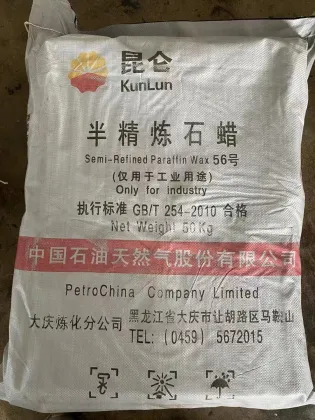 昆仑
KunLun
半精炼石蜡
Semi-Refined Paraffin Wax 56号
(仅用于工业用途)
Only for industry
执行标准 GB/T 254-2010 合格
Net Weight 50Kg
中国石油天然气股份有限公司
PetroChina Company Limited
大庆炼化分公司 黑龙江省大庆市让胡路区马鞍山
TEL: (0459) 5672015